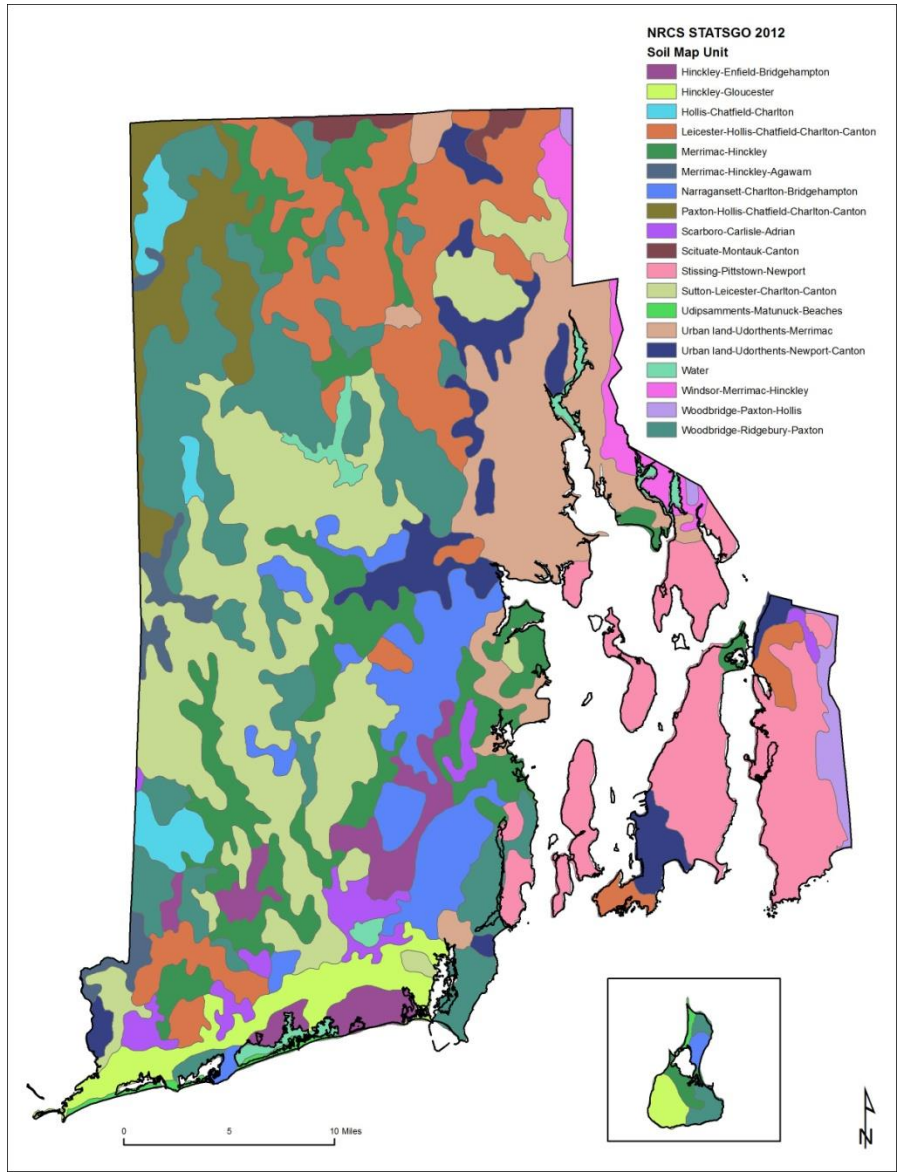 NRCS STATSGO 2012
Soil Map Unit
Hinckley-Enfield-Bridgehampton
Hinckley-Gloucester
Hollis-Chatfield-Charlton
Leicester-Hollis-Chatfield-Charlton-Canton
Merrimac-Hinckley
Merrimac-Hinckley-Agawam
Narragansett-Charlton-Bridgehampton
Paxton-Hollis-Chatfield-Charlton-Canton
Scarboro-Carlisle-Adrian
Scituate-Montauk-Canton
Stissing-Pittstown-Newport
Sutton-Leicester-Charlton-Canton
Udipsamments-Matunuck-Beaches
Urban land-Udorthents-Merrimac
Urban land-Udorthents-Newport-Canton
Water
Windsor-Merrimac-Hinckley
Woodbridge-Paxton-Hollis
Woodbridge-Ridgebury-Paxton
0 5 10 Miles
N